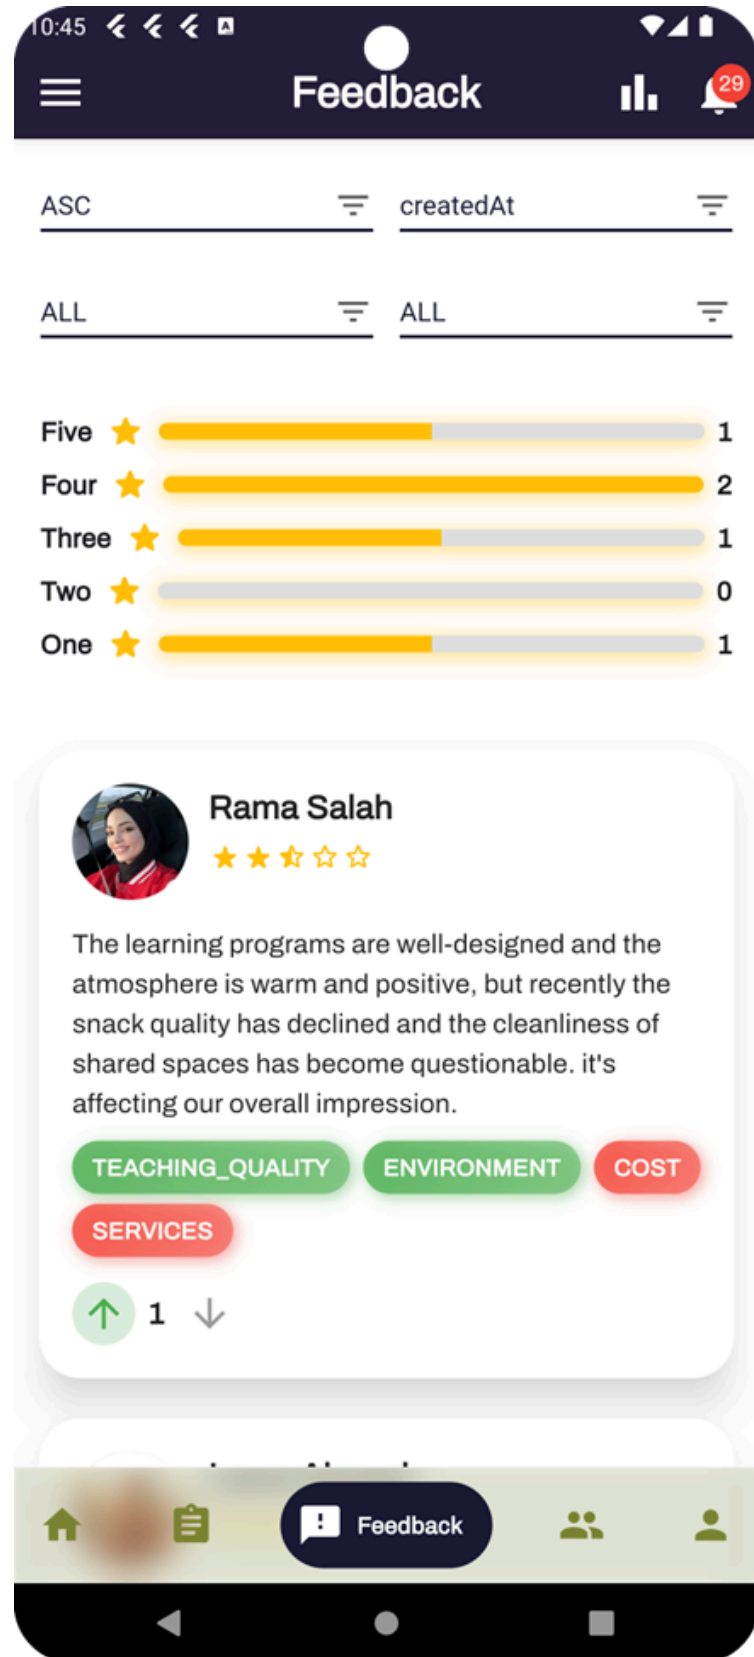 10:45
Feedback
29
ASC
createdAt
ALL
ALL
Five 1
Four 2
Three 1
Two 0
One 1
Rama Salah
The learning programs are well-designed and the
atmosphere is warm and positive, but recently the
snack quality has declined and the cleanliness of
shared spaces has become questionable. it's
affecting our overall impression.
TEACHING_QUALITY ENVIRONMENT COST
SERVICES
1
Feedback